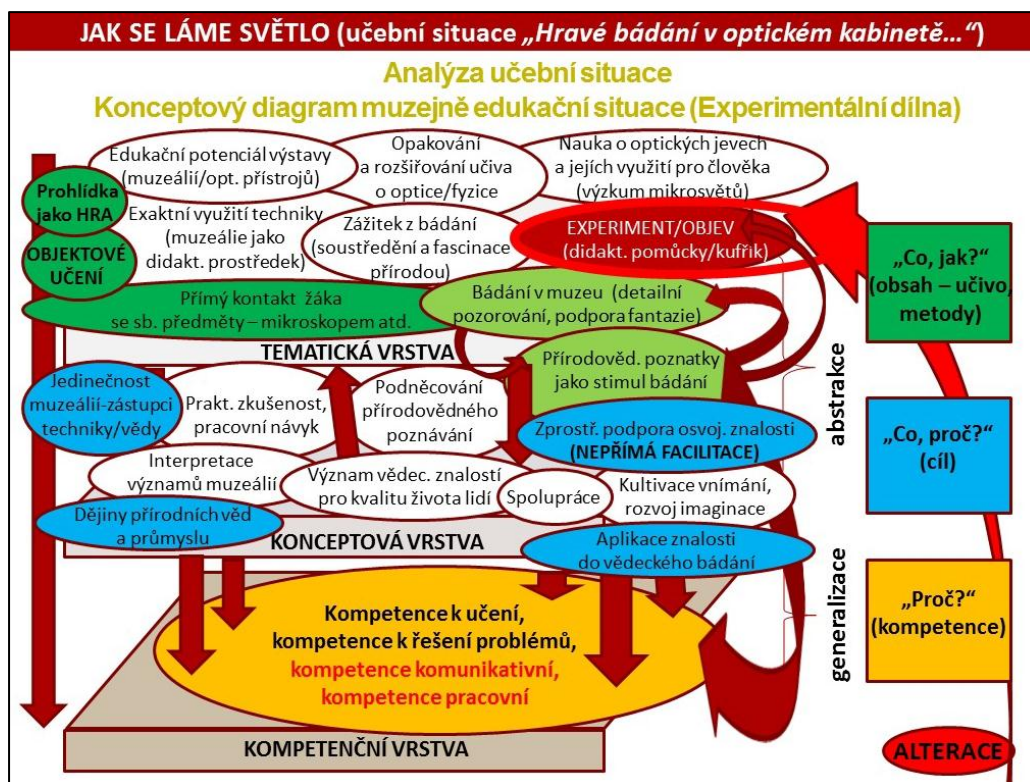 JAK SE LÁME SVĚTLO (učební situace „Hravé bádání v optickém kabinetě…“)
Analýza učební situace
Konceptový diagram muzejně edukační situace (Experimentální dílna)
Edukační potenciál výstavy
(muzeálií/opt. přístrojů)
Opakování
a rozšiřování učiva
o optice/fyzice
Nauka o optických jevech
a jejich využití pro člověka
(výzkum mikrosvětů)
Prohlídka
jako HRA
Exaktní využití techniky
(muzeálie jako
didakt. prostředek)
Zážitek z bádání
(soustředění a fascinace
přírodou)
EXPERIMENT/OBJEV
(didakt. pomůcky/kufřik)
OBJEKTOVÉ
UČENÍ
„Co, jak?“
(obsah – učivo,
metody)
Přímý kontakt žáka
se sb. předměty – mikroskopem atd.
Bádání v muzeu (detailní
pozorování, podpora fantazie)
TEMATICKÁ VRSTVA
Přírodověd. poznatky
jako stimul bádání
abstrakce
Jedinečnost
muzeálií-zástupci
techniky/vědy
Prakt. zkušenost,
pracovní návyk
Podněcování
přírodovědného
poznávání
Zprostř. podpora osvoj. znalosti
(NEPŘÍMÁ FACILITACE)
„Co, proč?“
(cíl)
Interpretace
významů muzeálií
Význam vědec. znalostí
pro kvalitu života lidí
Spolupráce
Kultivace vnímání,
rozvoj imaginace
Dějiny přírodních věd
a průmyslu
KONCEPTOVÁ VRSTVA
Aplikace znalosti
do vědeckého bádání
generalizace
„Proč?“
(kompetence)
Kompetence k učení,
kompetence k řešení problémů,
kompetence komunikativní,
kompetence pracovní
KOMPETENČNÍ VRSTVA
ALTERACE